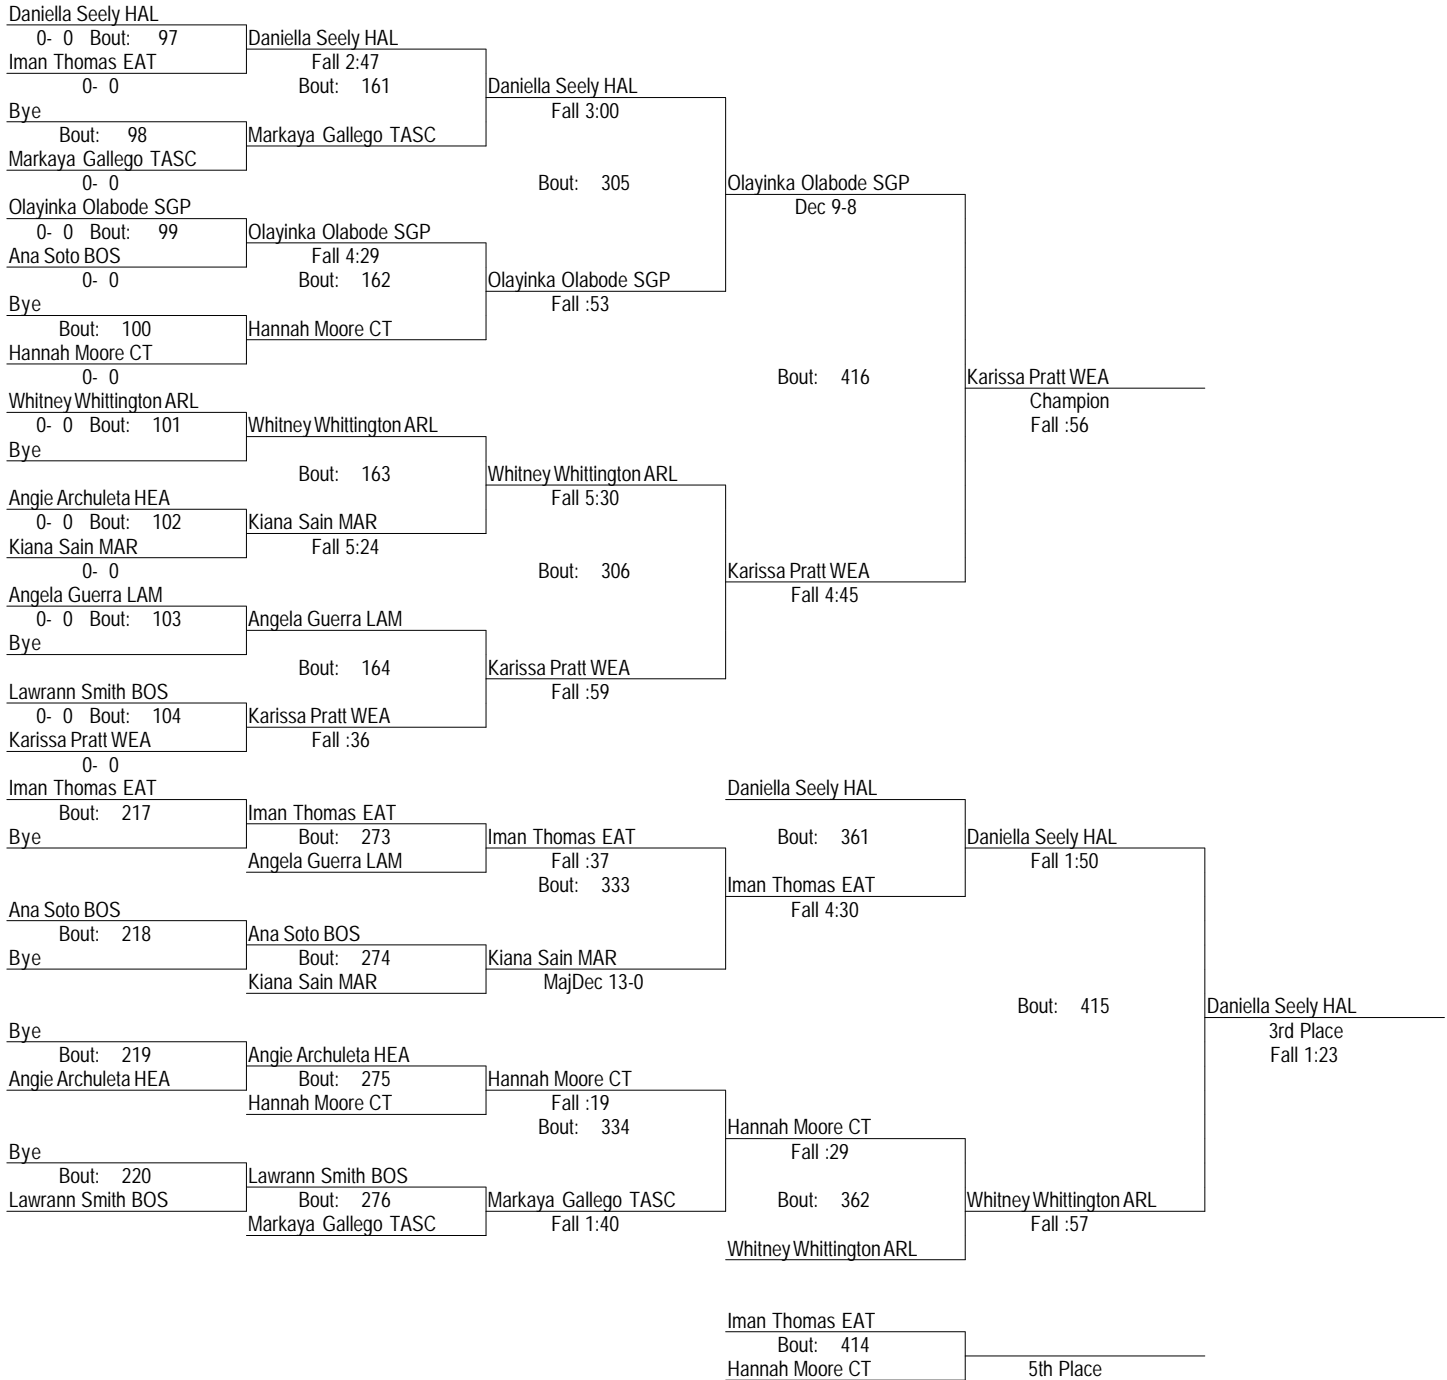 Daniella Seely HAL
0- 0 Bout: 97 Daniella Seely HAL
Iman Thomas EAT Fall 2:47
0- 0 Bout: 161 Daniella Seely HAL
Bye Fall 3:00
Bout: 98 Markaya Gallego TASC
Markaya Gallego TASC
0- 0 Bout: 305 Olayinka Olabode SGP
Olayinka Olabode SGP Dec 9-8
0- 0 Bout: 99 Olayinka Olabode SGP
Ana Soto BOS Fall 4:29
0- 0 Bout: 162 Olayinka Olabode SGP
Bye Fall :53
Bout: 100 Hannah Moore CT
Hannah Moore CT
0- 0 Bout: 416 Karissa Pratt WEA
Whitney Whittington ARL Champion
0- 0 Bout: 101 Whitney Whittington ARL Fall :56
Bye
Bout: 163 Whitney Whittington ARL
Angie Archuleta HEA Fall 5:30
0- 0 Bout: 102 Kiana Sain MAR
Kiana Sain MAR Fall 5:24
0- 0 Bout: 306 Karissa Pratt WEA
Angela Guerra LAM Fall 4:45
0- 0 Bout: 103 Angela Guerra LAM
Bye
Bout: 164 Karissa Pratt WEA
Lawrann Smith BOS Fall :59
0- 0 Bout: 104 Karissa Pratt WEA
Karissa Pratt WEA Fall :36
0- 0
Iman Thomas EAT Daniella Seely HAL
Bout: 217 Iman Thomas EAT
Bye Bout: 273 Iman Thomas EAT Bout: 361 Daniella Seely HAL
Angela Guerra LAM Fall :37 Fall 1:50
Bout: 333 Iman Thomas EAT
Ana Soto BOS Fall 4:30
Bout: 218 Ana Soto BOS
Bye Bout: 274 Kiana Sain MAR
Kiana Sain MAR MajDec 13-0
Bout: 415 Daniella Seely HAL
Bye 3rd Place
Bout: 219 Angie Archuleta HEA Fall 1:23
Angie Archuleta HEA Bout: 275 Hannah Moore CT
Hannah Moore CT Fall :19
Bout: 334 Hannah Moore CT
Bye Fall :29
Bout: 220 Lawrann Smith BOS
Lawrann Smith BOS Bout: 276 Markaya Gallego TASC Bout: 362 Whitney Whittington ARL
Markaya Gallego TASC Fall 1:40 Fall :57
Whitney Whittington ARL
Iman Thomas EAT
Bout: 414
Hannah Moore CT 5th Place